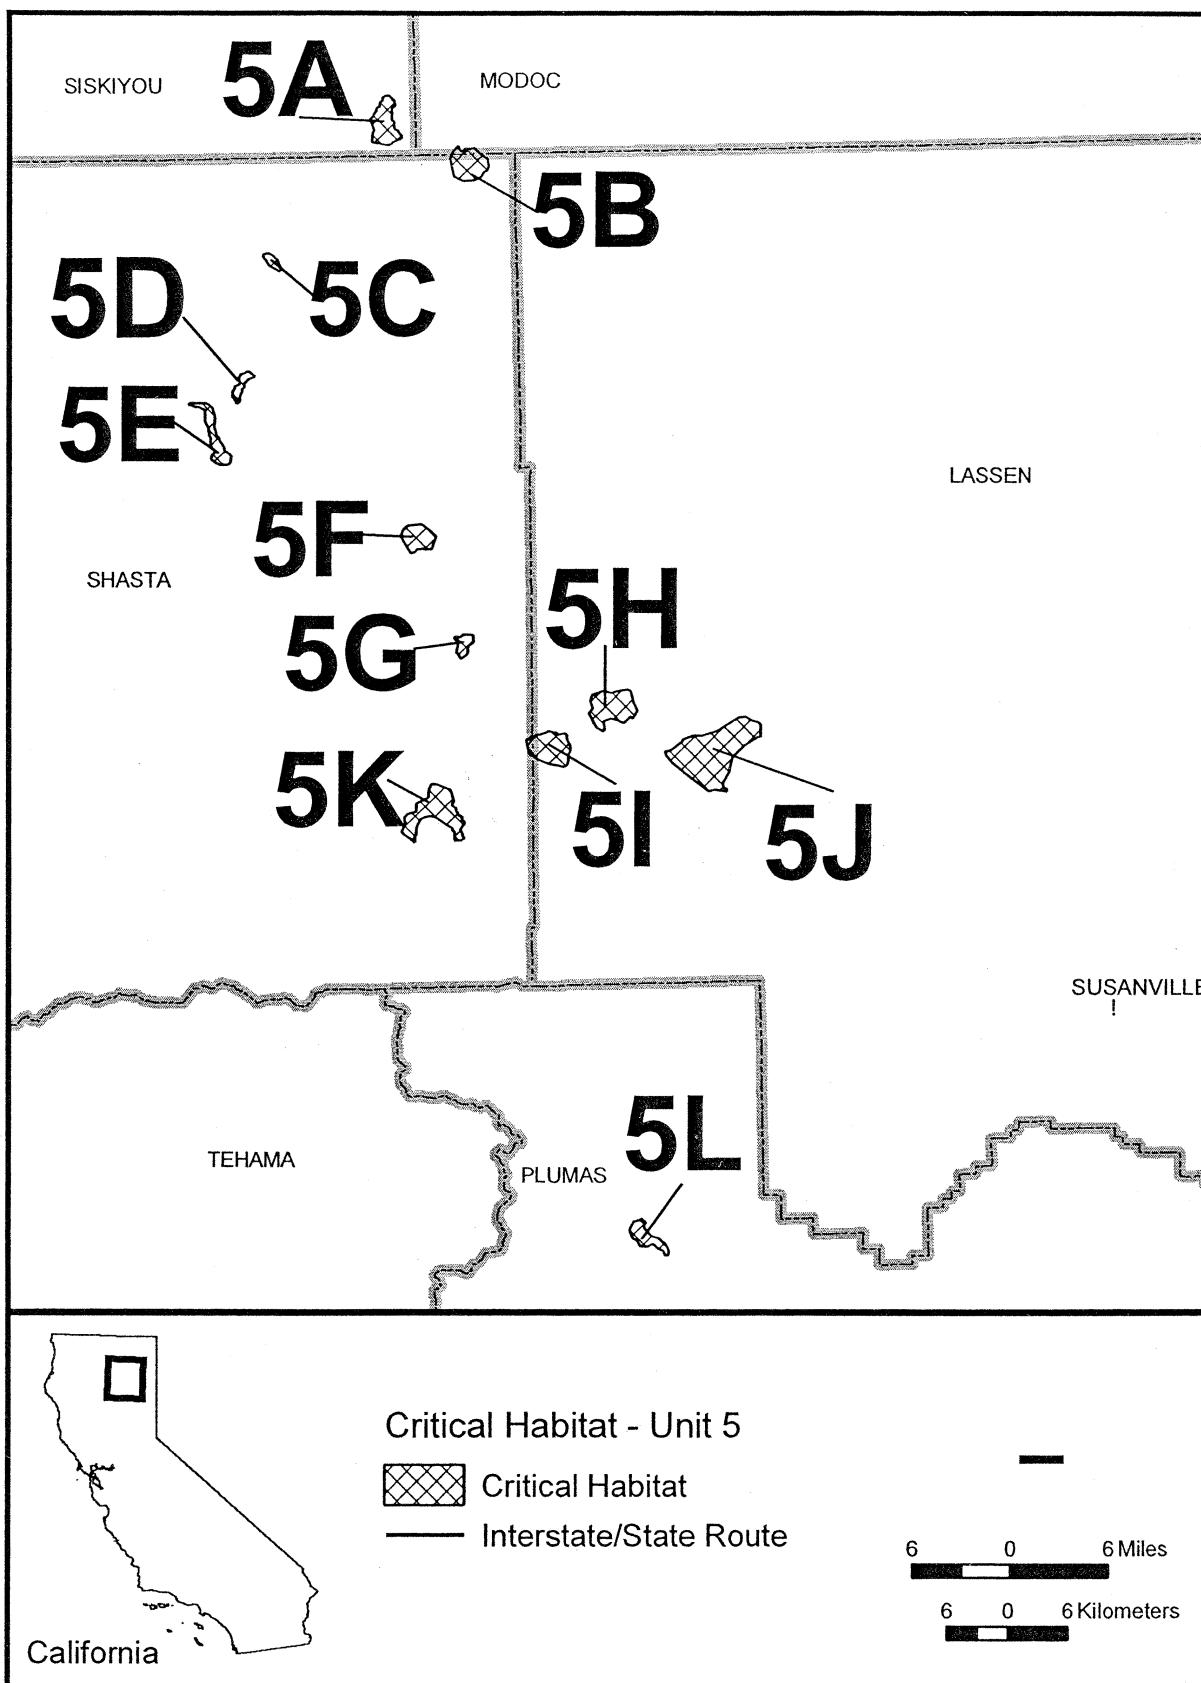 SISKIYOU
5A
MODOC
5B
5C
5D
5E
LASSEN
5F
SHASTA
5H
5G
5K
5I
5J
SUSANVILLE
!
5L
TEHAMA
PLUMAS
Critical Habitat - Unit 5
Critical Habitat
Interstate/State Route
6 0 6 Miles
6 0 6 Kilometers
California